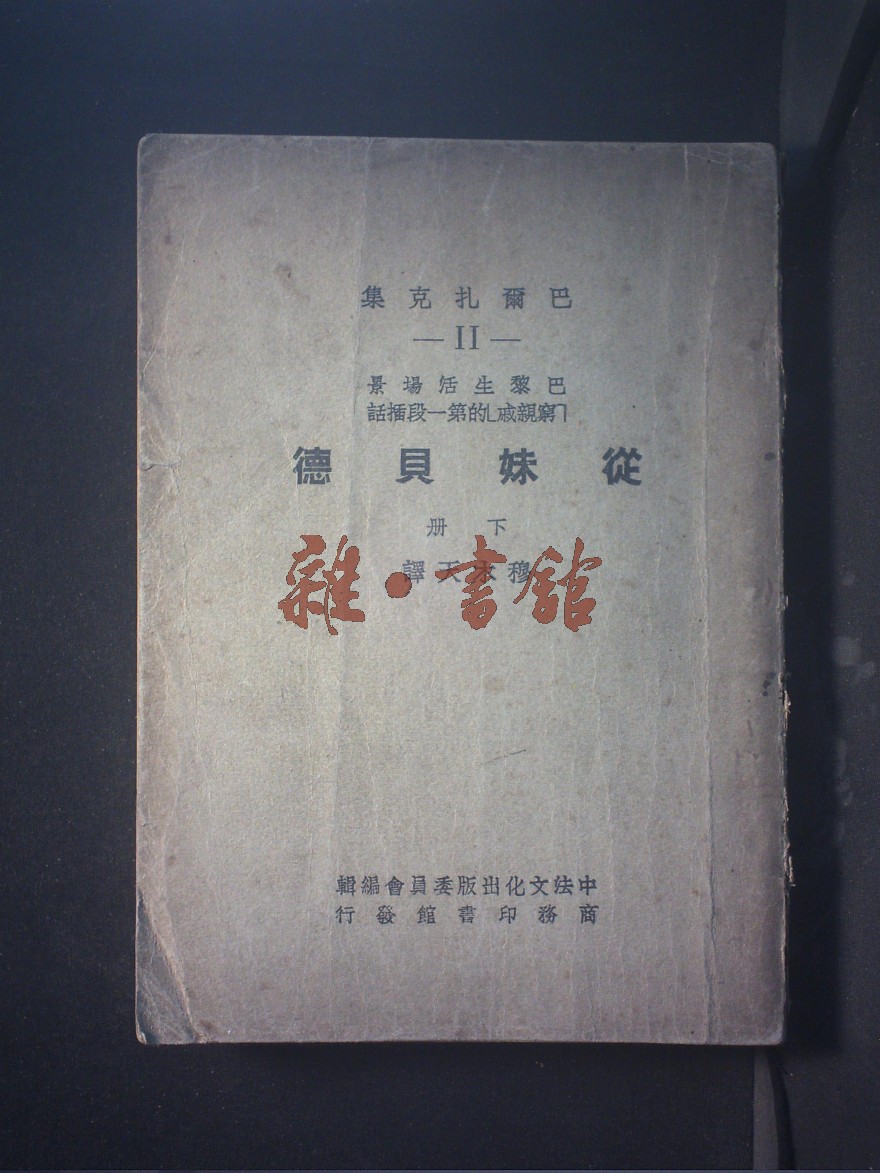 巴爾扎克集
—II—
巴黎生活場景
「窮親戚」的第一段插話
從妹貝德
下册
穆木天譯
雜·書館
中法文化出版委員會編輯
商務印書館發行